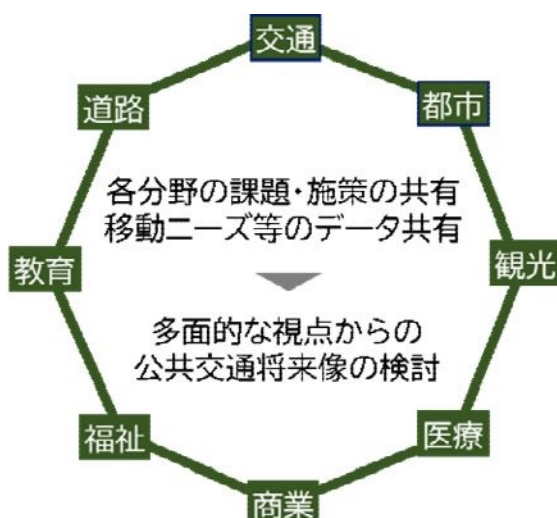 交通
道路
都市
各分野の課題・施策の共有
移動ニーズ等のデータ共有
教育
観光
多面的な視点からの
公共交通将来像の検討
福祉
医療
商業